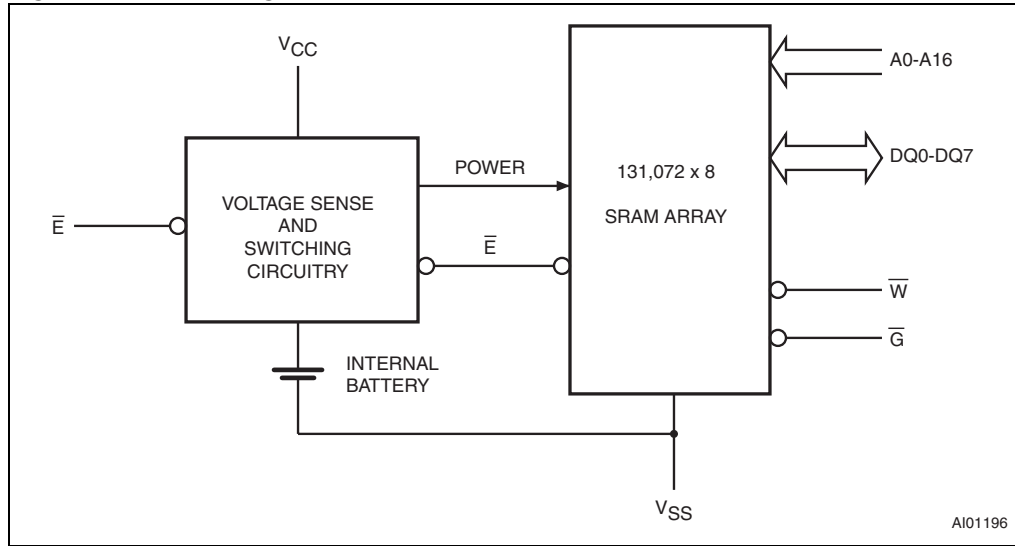 VCC
A0-A16
DQ0-DQ7
POWER
131,072 x 8
SRAM ARRAY
E̅
VOLTAGE SENSE
AND
SWITCHING
CIRCUITRY
E̅
W̅
G̅
INTERNAL
BATTERY
VSS
AI01196